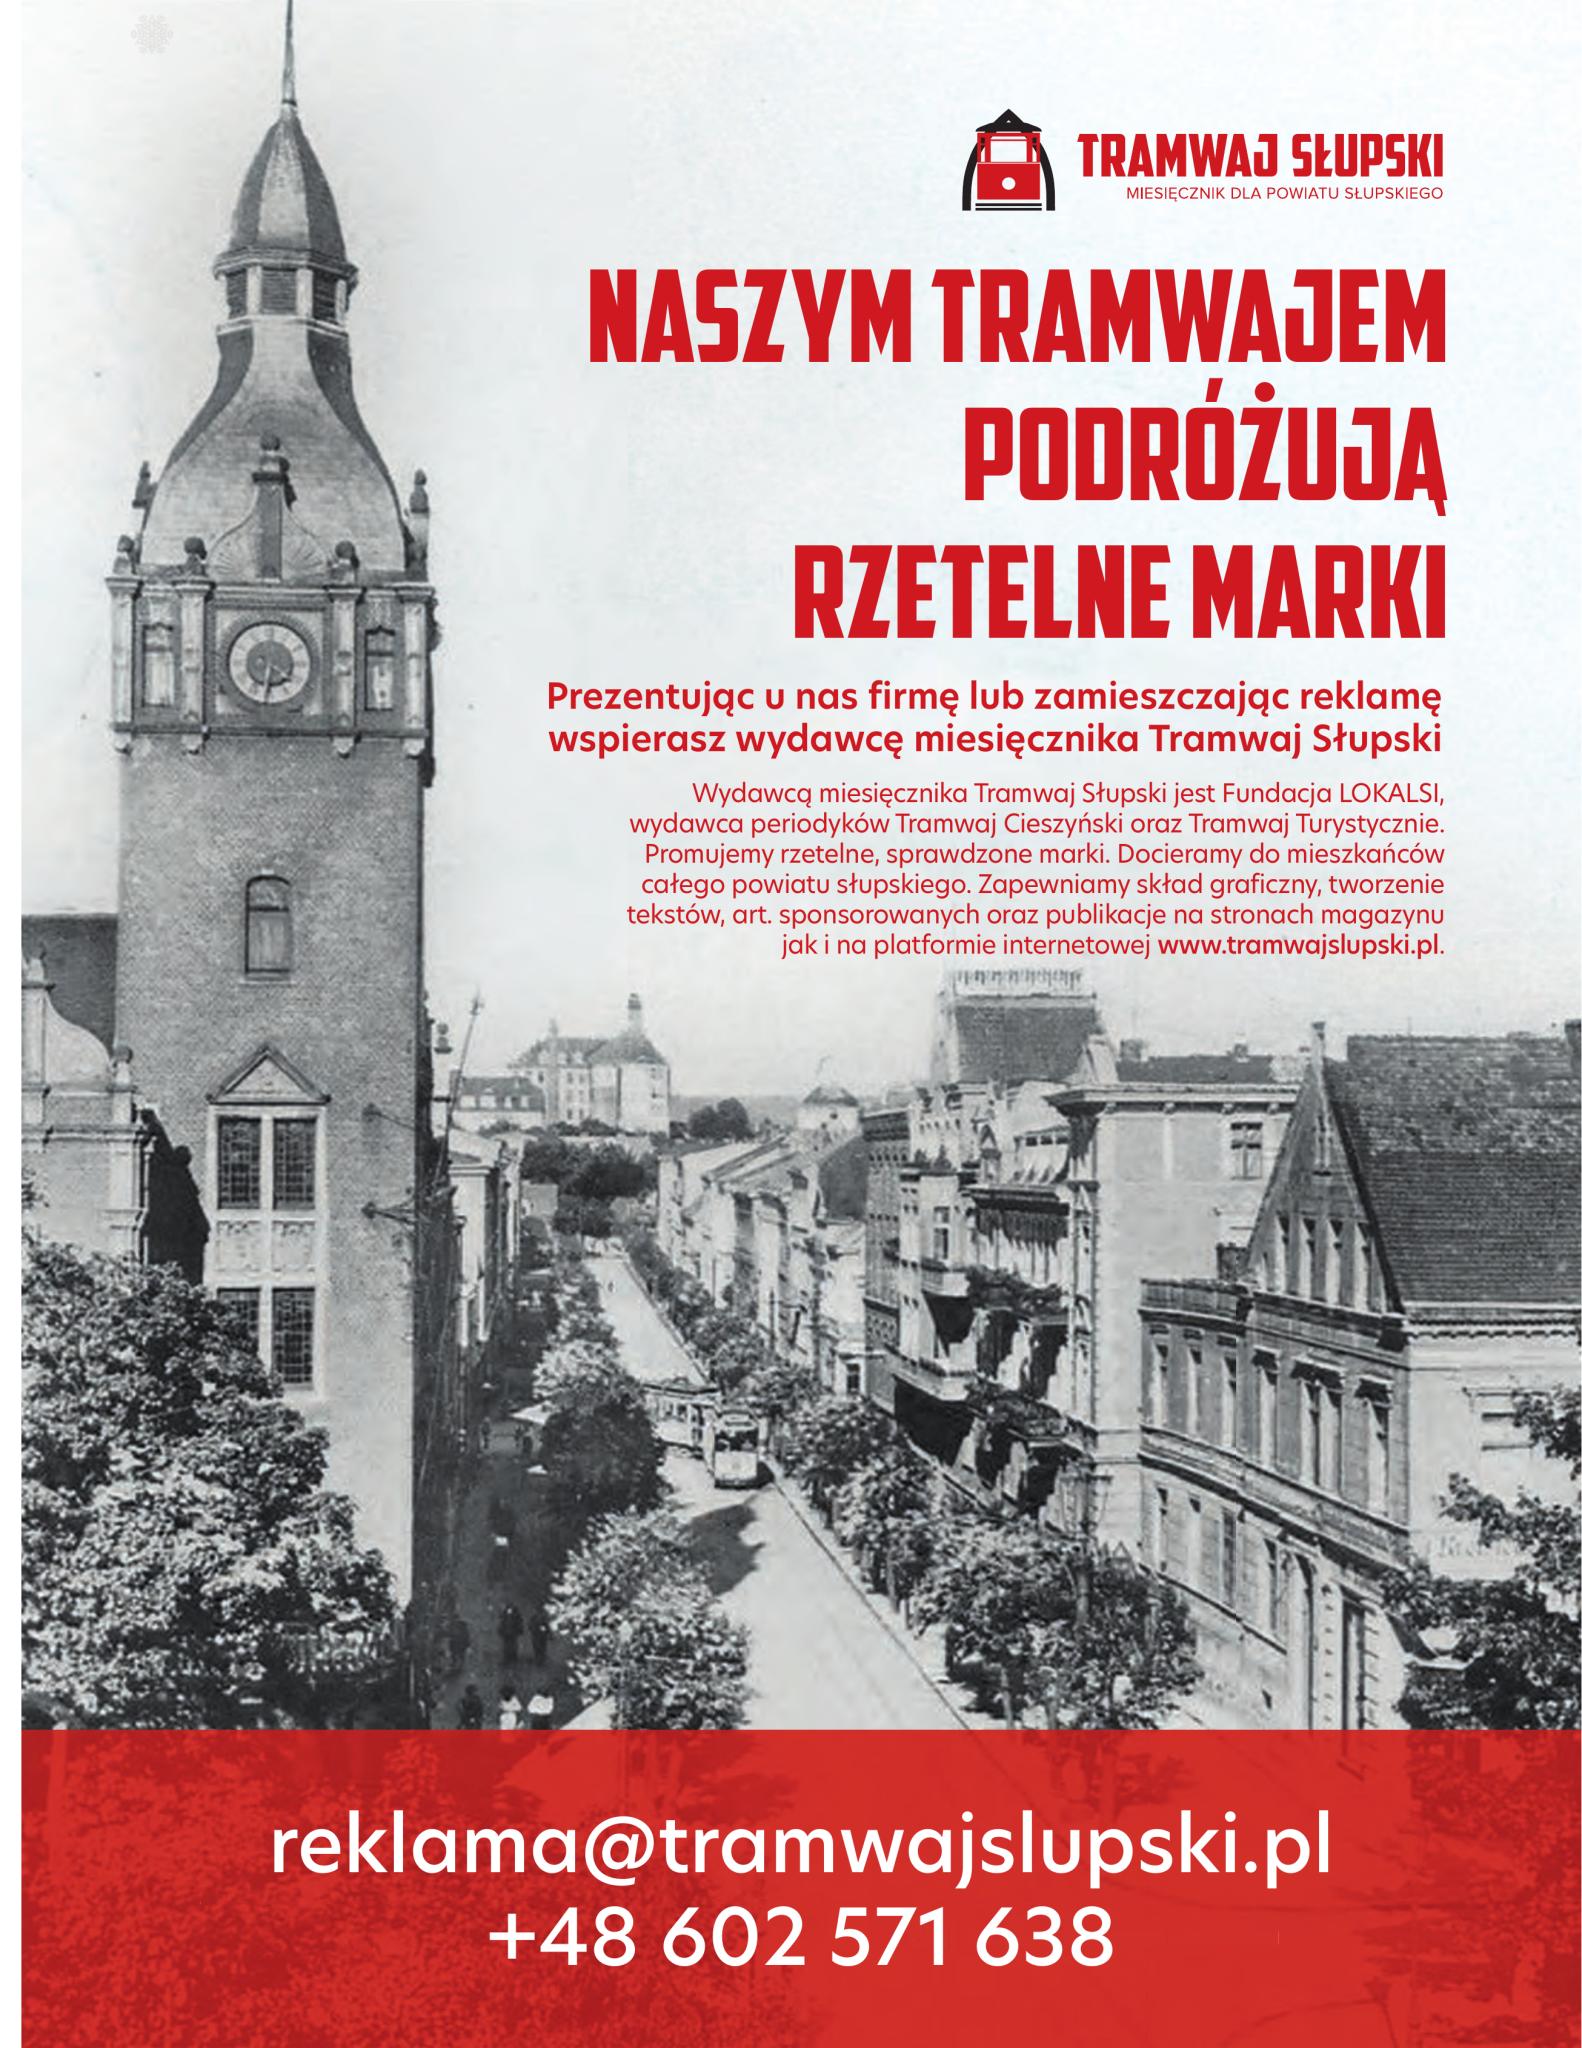 TRAMWAJ SŁUPSKI
MIESIĘCZNIK DLA POWIATU SŁUPSKIEGO
NASZYM TRAMWAJEM
PODRÓŻUJĄ
RZETELNE MARKI
Prezentując u nas firmę lub zamieszczając reklamę
wspierasz wydawcę miesięcznika Tramwaj Słupski
Wydawcą miesięcznika Tramwaj Słupski jest Fundacja LOKALSI,
wydawca periodyków Tramwaj Cieszyński oraz Tramwaj Turystycznie.
Promujemy rzetelne, sprawdzone marki. Docieramy do mieszkańców
całego powiatu słupskiego. Zapewniamy skład graficzny, tworzenie
tekstów, art. sponsorowanych oraz publikacje na stronach magazynu
jak i na platformie internetowej www.tramwajslupski.pl.
reklama@tramwajslupski.pl
+48 602 571 638